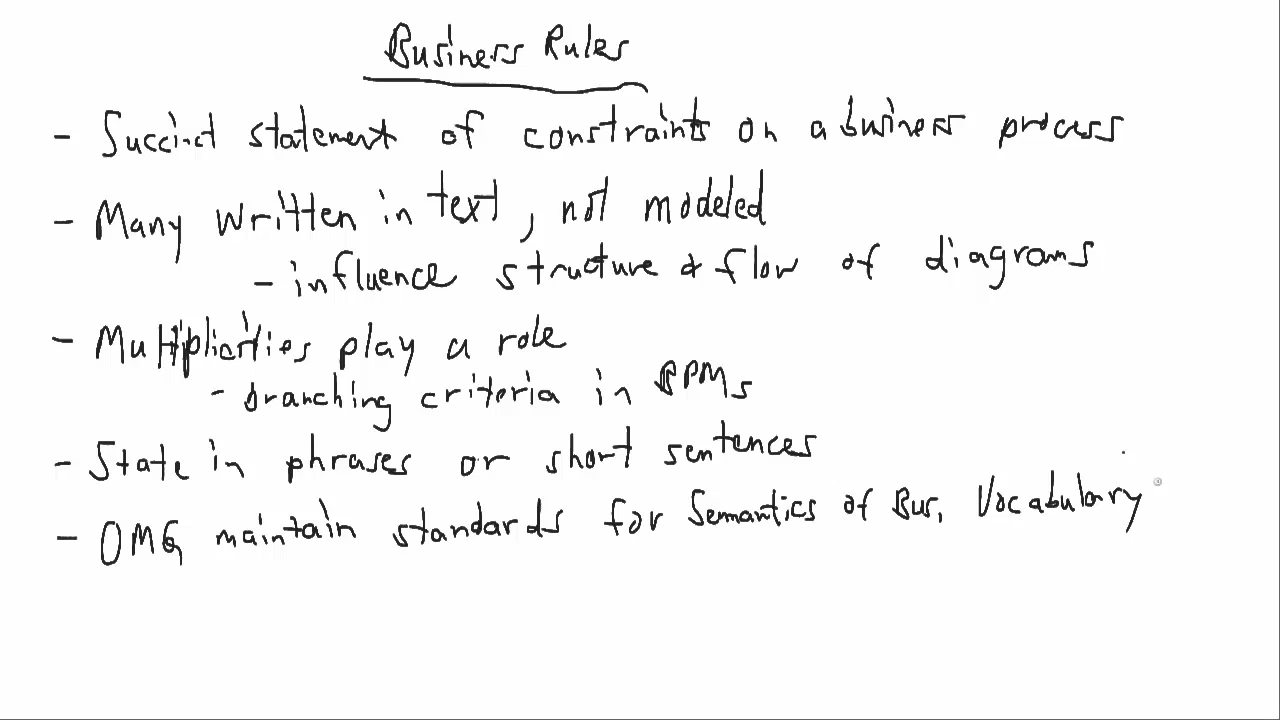 Business Rules
- Succinct statement of constraints on a business process
- Many written in text, not modeled
- influence structure & flow of diagrams
- Multiplicities play a role
- branching criteria in BPMs
- State in phrases or short sentences
- OMG maintain standards for Semantics of Bus. Vocabulary